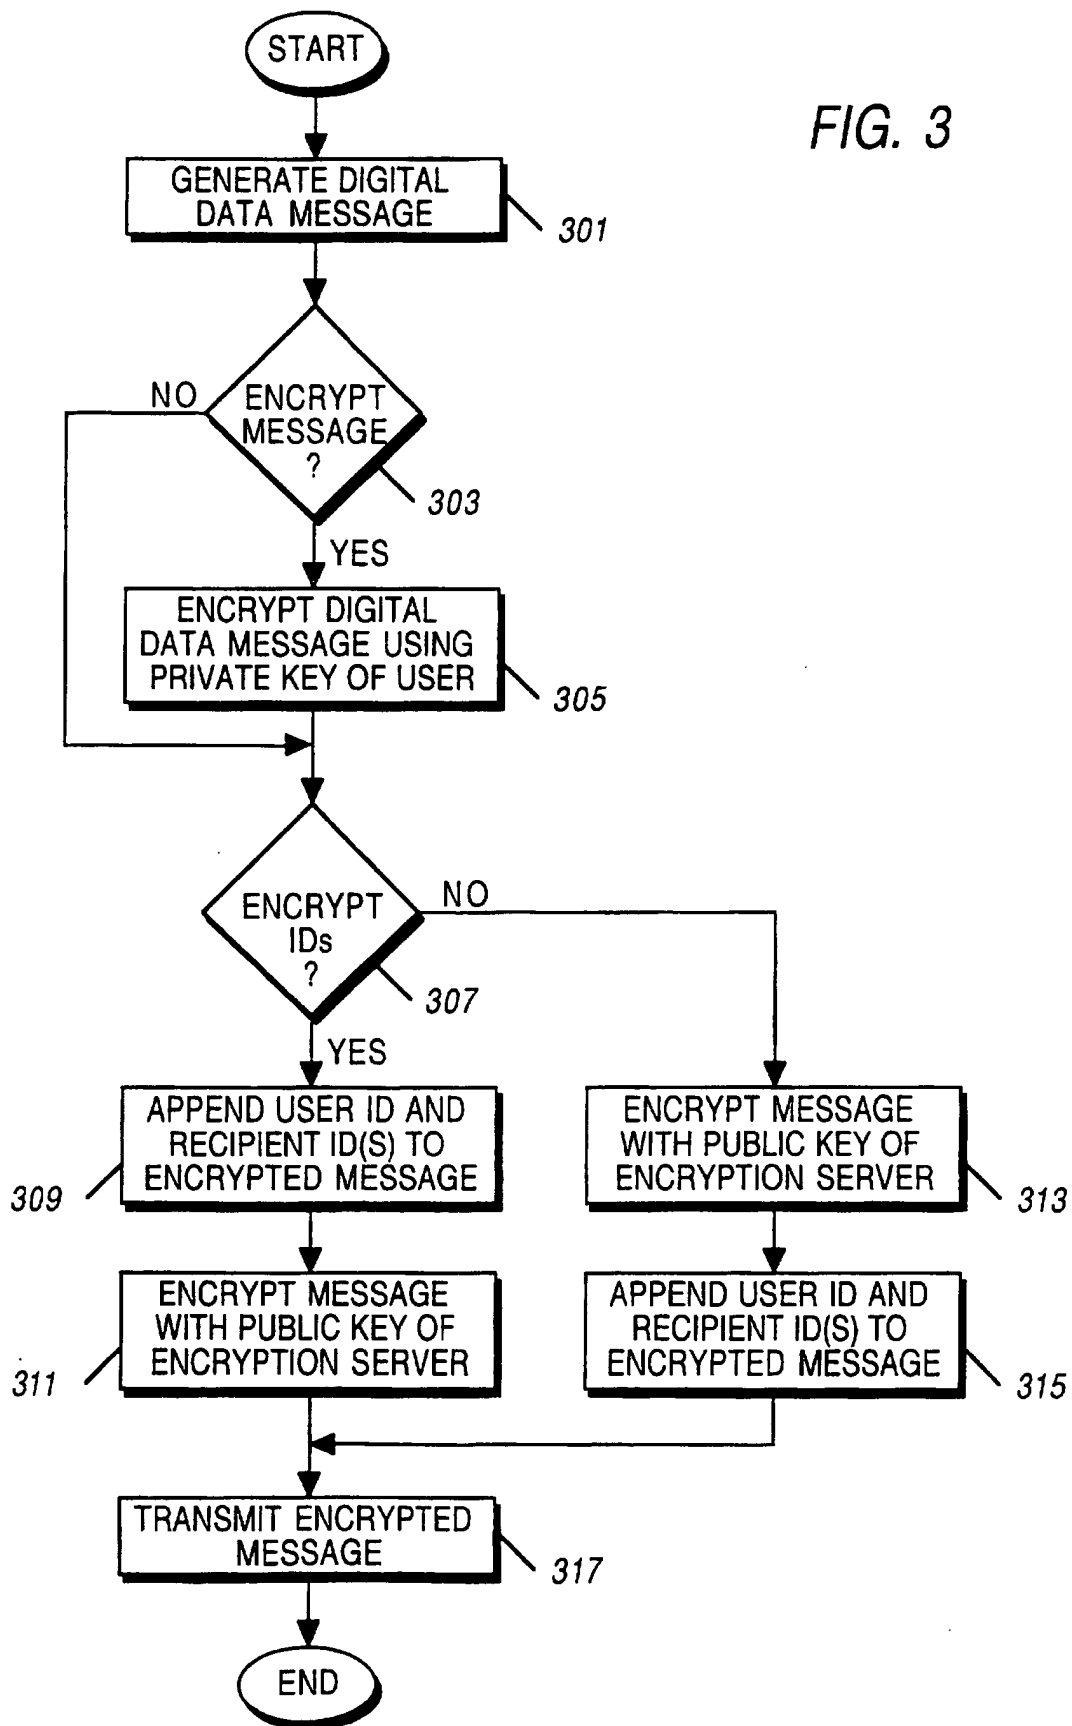 START
FIG. 3
GENERATE DIGITAL
DATA MESSAGE
301
NO
ENCRYPT
MESSAGE
?
303
YES
ENCRYPT DIGITAL
DATA MESSAGE USING
PRIVATE KEY OF USER
305
ENCRYPT
IDs
?
NO
307
YES
APPEND USER ID AND
RECIPIENT ID(S) TO
ENCRYPTED MESSAGE
309
ENCRYPT MESSAGE
WITH PUBLIC KEY OF
ENCRYPTION SERVER
313
ENCRYPT MESSAGE
WITH PUBLIC KEY OF
ENCRYPTION SERVER
311
APPEND USER ID AND
RECIPIENT ID(S) TO
ENCRYPTED MESSAGE
315
TRANSMIT ENCRYPTED
MESSAGE
317
END